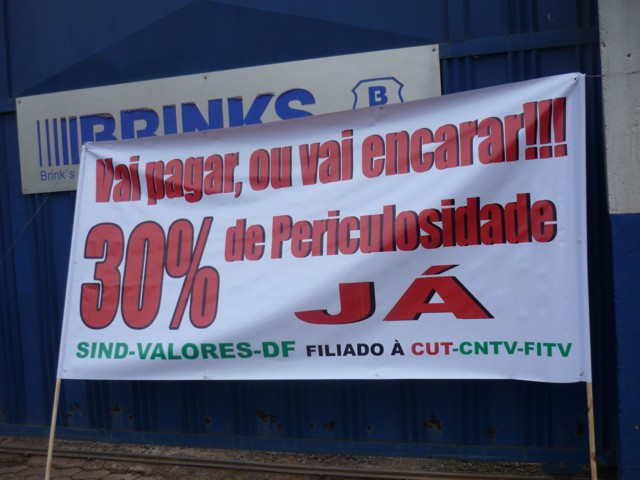 BRINKS
B
Brink's
Vai pagar, ou vai encarar!!!
30% de Periculosidade
JÁ
SIND-VALORES-DF FILIADO À CUT-CNTV-FITV